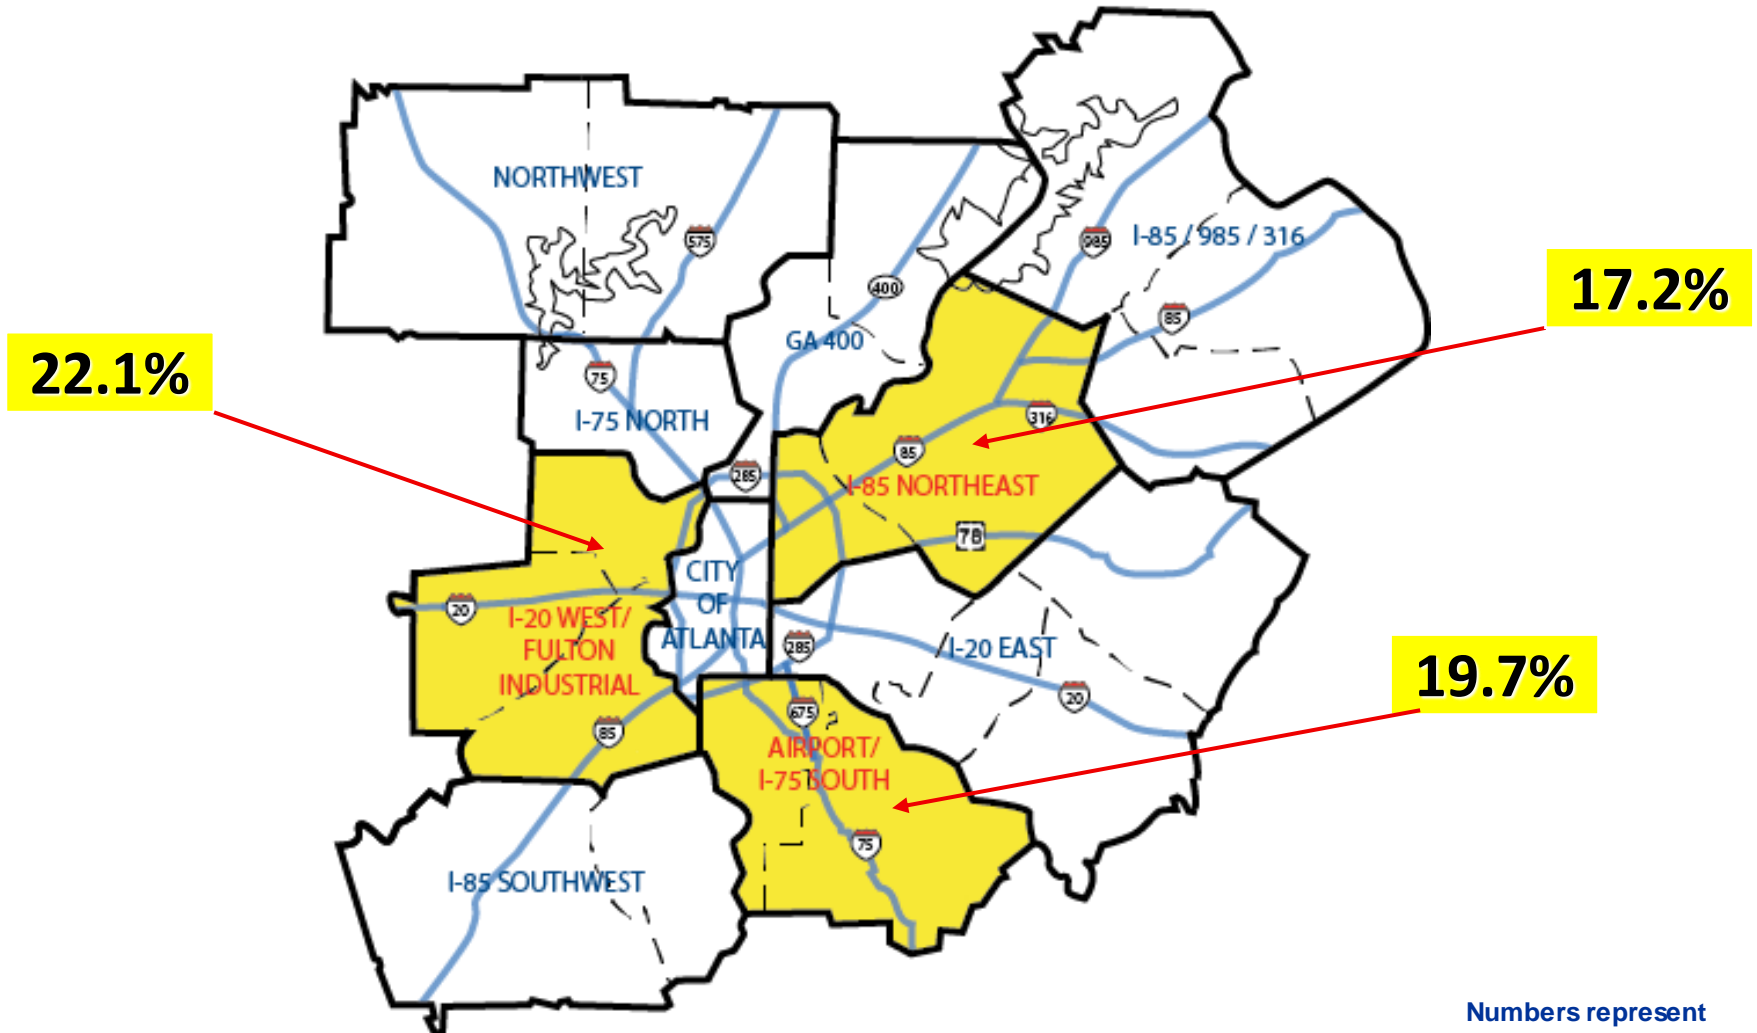 NORTHWEST
575
985
I-85 / 985 / 316
17.2%
400
85
GA 400
22.1%
75
I-75 NORTH
316
85
285
I-85 NORTHEAST
78
CITY
OF
ATLANTA
20
I-20 WEST/
FULTON
INDUSTRIAL
285
I-20 EAST
19.7%
20
675
85
AIRPORT/
I-75 SOUTH
75
I-85 SOUTHWEST
Numbers represent